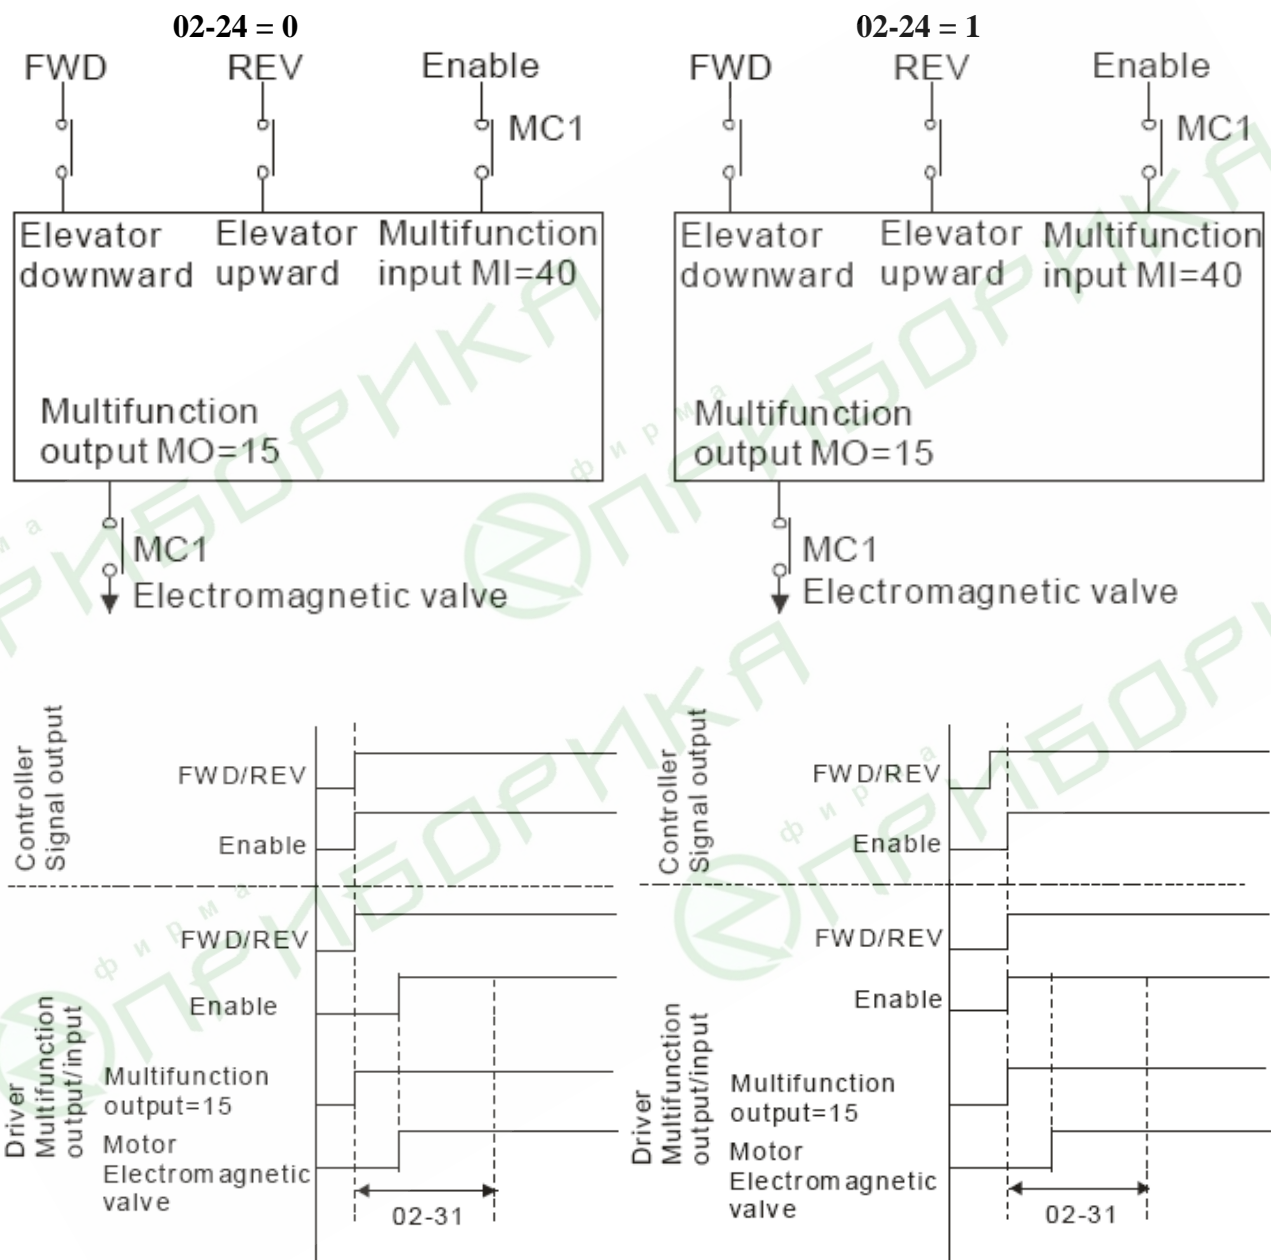 02-24 = 0
FWD REV Enable
MC1
Elevator downward
Elevator upward
Multifunction input MI=40
Multifunction
output MO=15
MC1
Electromagnetic valve
02-24 = 1
FWD REV Enable
MC1
Elevator downward
Elevator upward
Multifunction input MI=40
Multifunction
output MO=15
MC1
Electromagnetic valve
Controller
Signal output
FWD/REV
Enable
Driver
Multifunction
output/input
FWD/REV
Enable
Multifunction
output=15
Motor
Electromagnetic
valve
02-31
Controller
Signal output
FWD/REV
Enable
Driver
Multifunction
output/input
FWD/REV
Enable
Multifunction
output=15
Motor
Electromagnetic
valve
02-31
фирма
ПРИБОРИКА